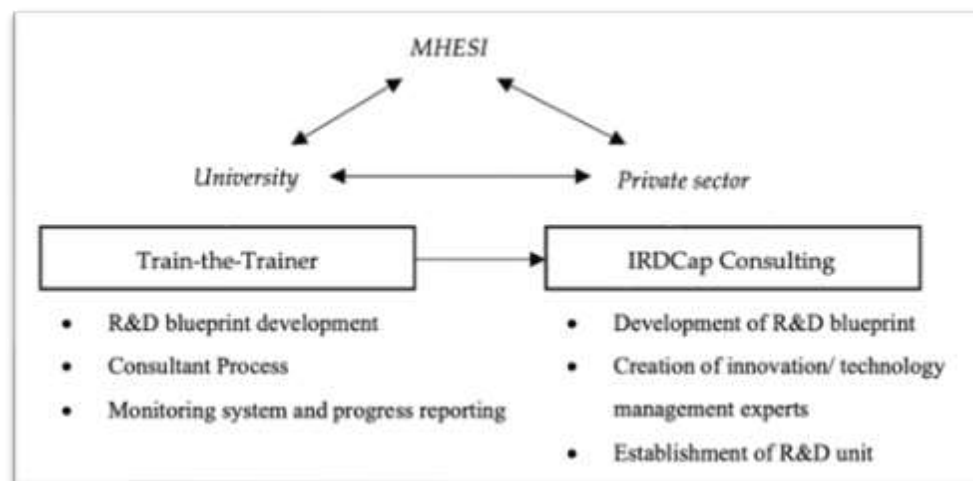 MHESI
University
Private sector
Train-the-Trainer
IRDCap Consulting
• R&D blueprint development
• Consultant Process
• Monitoring system and progress reporting
• Development of R&D blueprint
• Creation of innovation/ technology
management experts
• Establishment of R&D unit